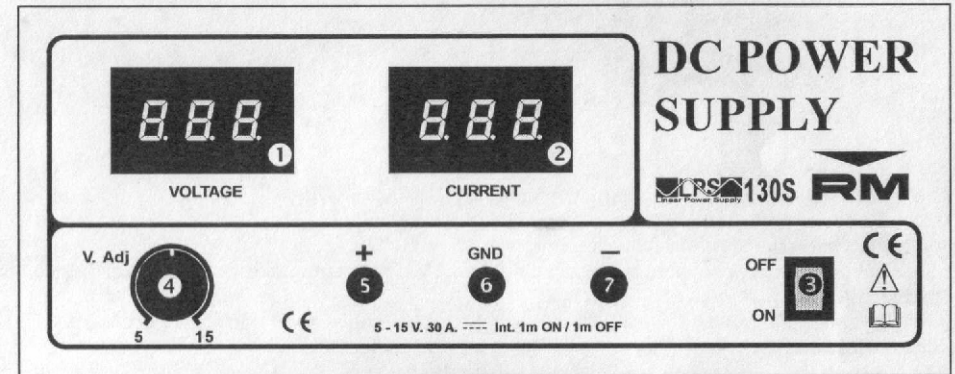 DC POWER
SUPPLY
8.8.8.
1
VOLTAGE
8.8.8.
2
CURRENT
LPS 130S
Linear Power Supply
RM
V. Adj
4
5 15
+
5
GND
6
−
7
OFF
3
ON
CE
CE
5 - 15 V. 30 A. Int. 1m ON / 1m OFF